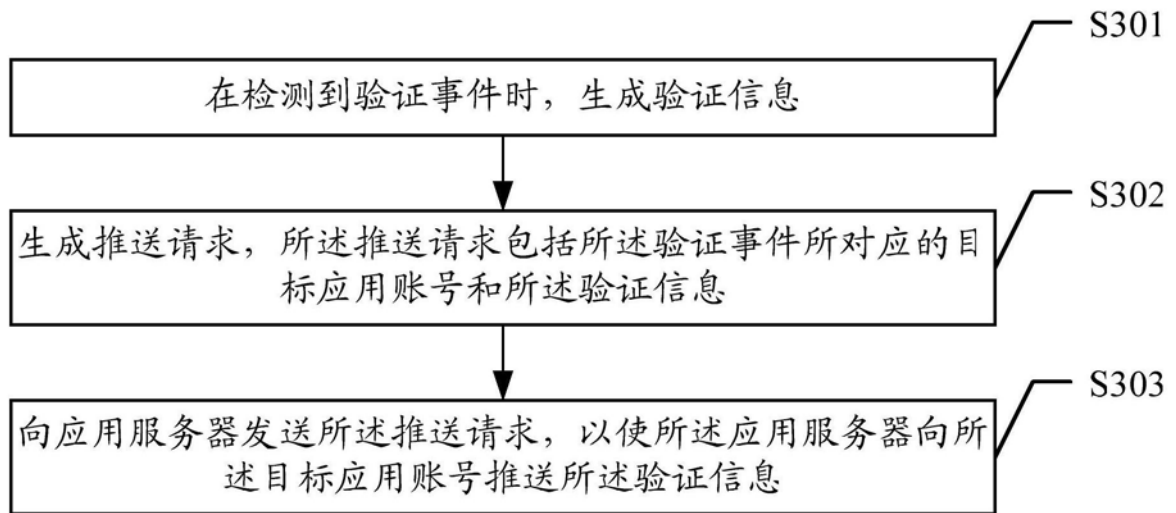 S301
在检测到验证事件时，生成验证信息
S302
生成推送请求，所述推送请求包括所述验证事件所对应的目
标应用账号和所述验证信息
S303
向应用服务器发送所述推送请求，以使所述应用服务器向所
述目标应用账号推送所述验证信息